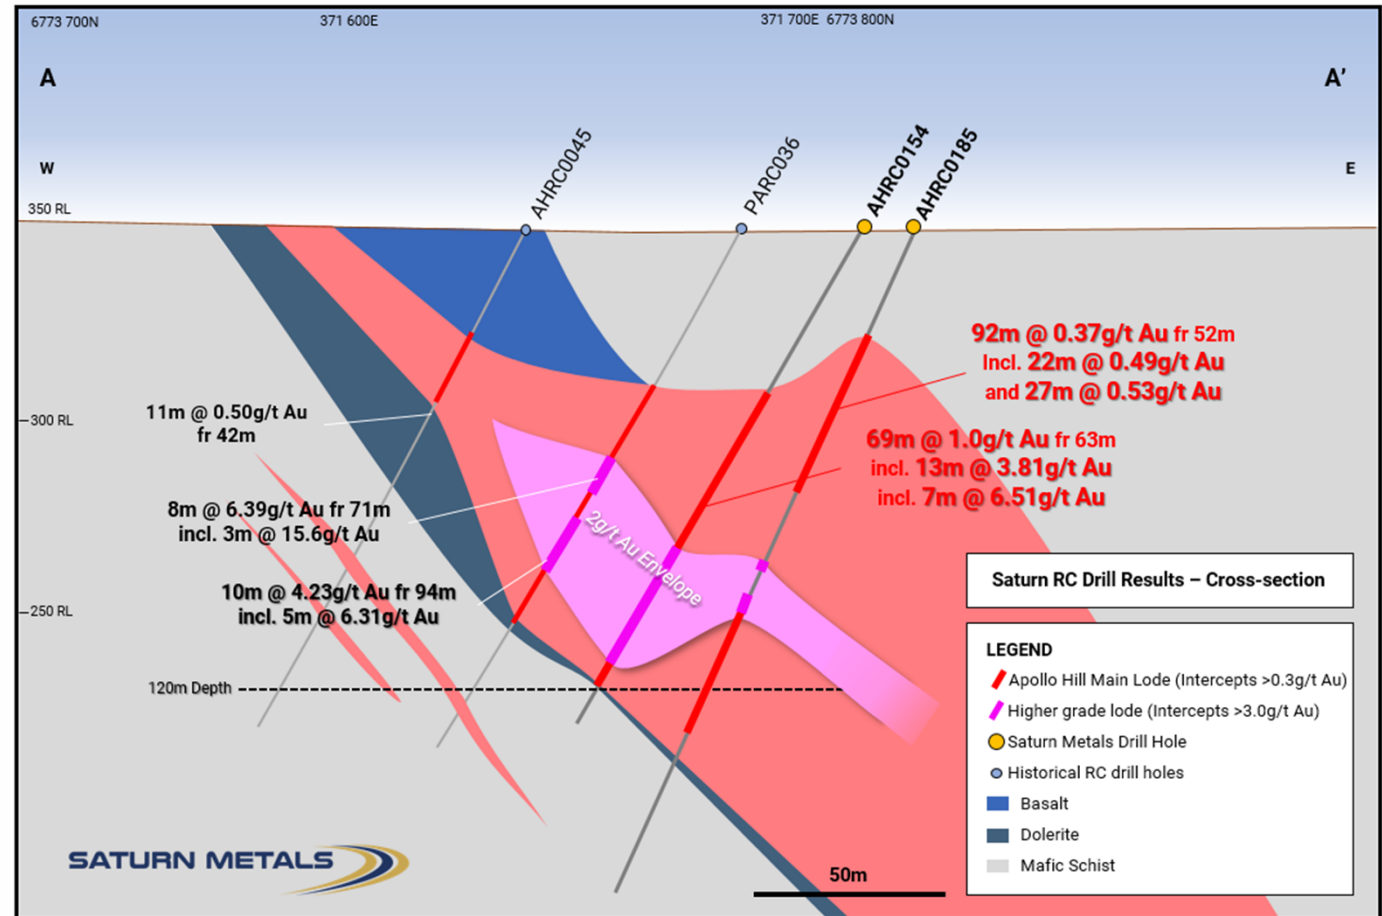 6773 700N
371 600E
371 700E 6773 800N
A
A’
W
E
AHRC0045
PARC036
AHRC0154
AHRC0185
350 RL
92m @ 0.37g/t Au fr 52m
Incl. 22m @ 0.49g/t Au
and 27m @ 0.53g/t Au
11m @ 0.50g/t Au
fr 42m
300 RL
69m @ 1.0g/t Au fr 63m
incl. 13m @ 3.81g/t Au
incl. 7m @ 6.51g/t Au
8m @ 6.39g/t Au fr 71m
incl. 3m @ 15.6g/t Au
2g/t Au Envelope
10m @ 4.23g/t Au fr 94m
incl. 5m @ 6.31g/t Au
250 RL
120m Depth
Saturn RC Drill Results – Cross-section
LEGEND
Apollo Hill Main Lode (Intercepts >0.3g/t Au)
Higher grade lode (Intercepts >3.0g/t Au)
Saturn Metals Drill Hole
Historical RC drill holes
Basalt
Dolerite
Mafic Schist
SATURN METALS
50m